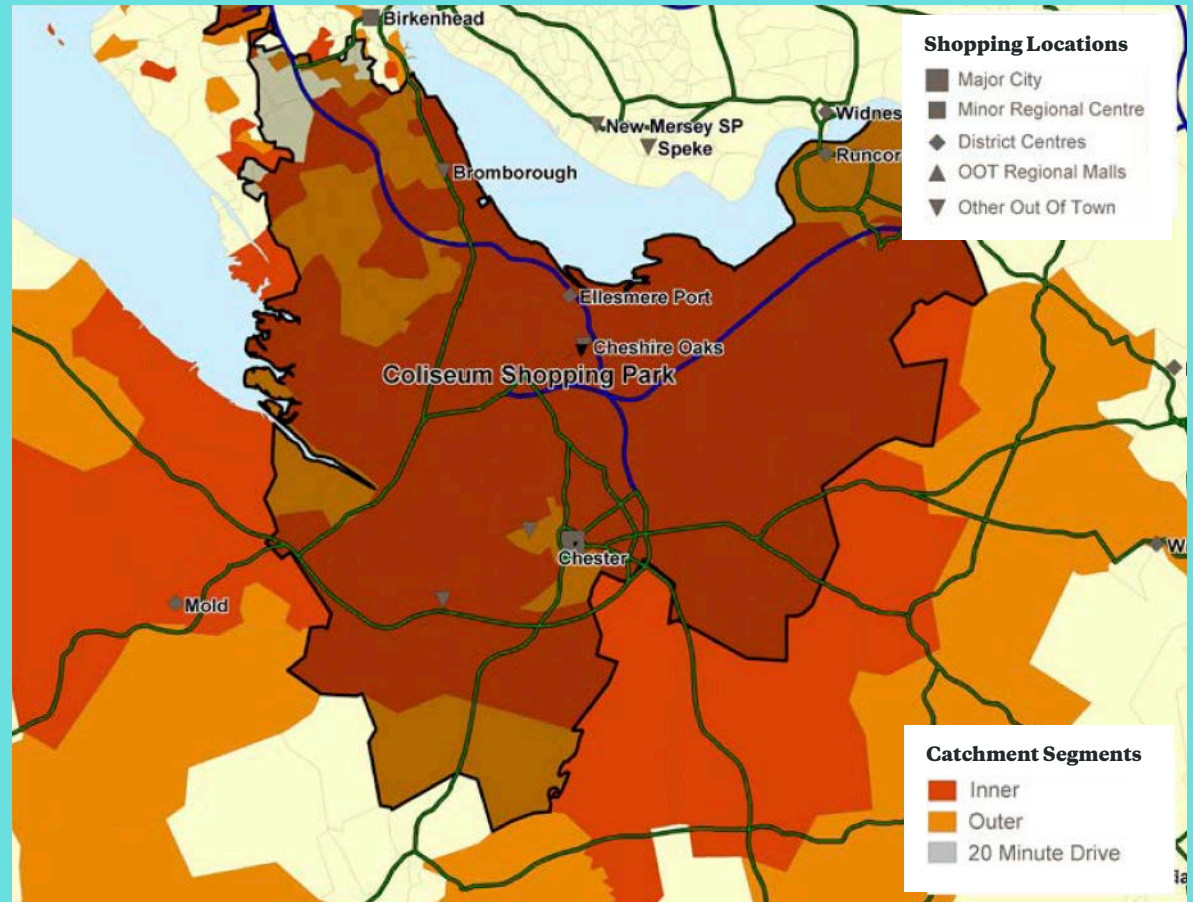 Birkenhead
Shopping Locations
Major City
Minor Regional Centre
District Centres
OOT Regional Malls
Other Out Of Town
New Mersey SP
Speke
Widnes
Runcor
Bromborough
Ellesmere Port
Cheshire Oaks
Coliseum Shopping Park
Chester
Mold
W
Catchment Segments
Inner
Outer
20 Minute Drive